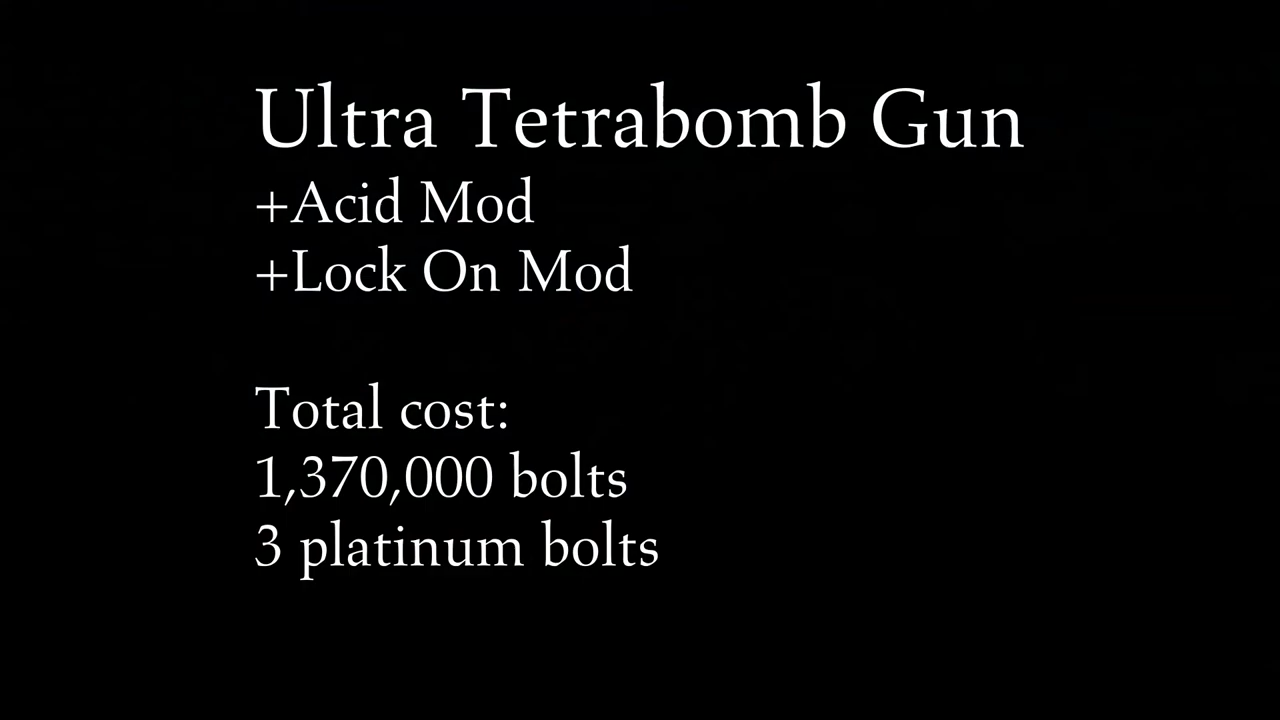 Ultra Tetrabomb Gun
+Acid Mod
+Lock On Mod
Total cost:
1,370,000 bolts
3 platinum bolts